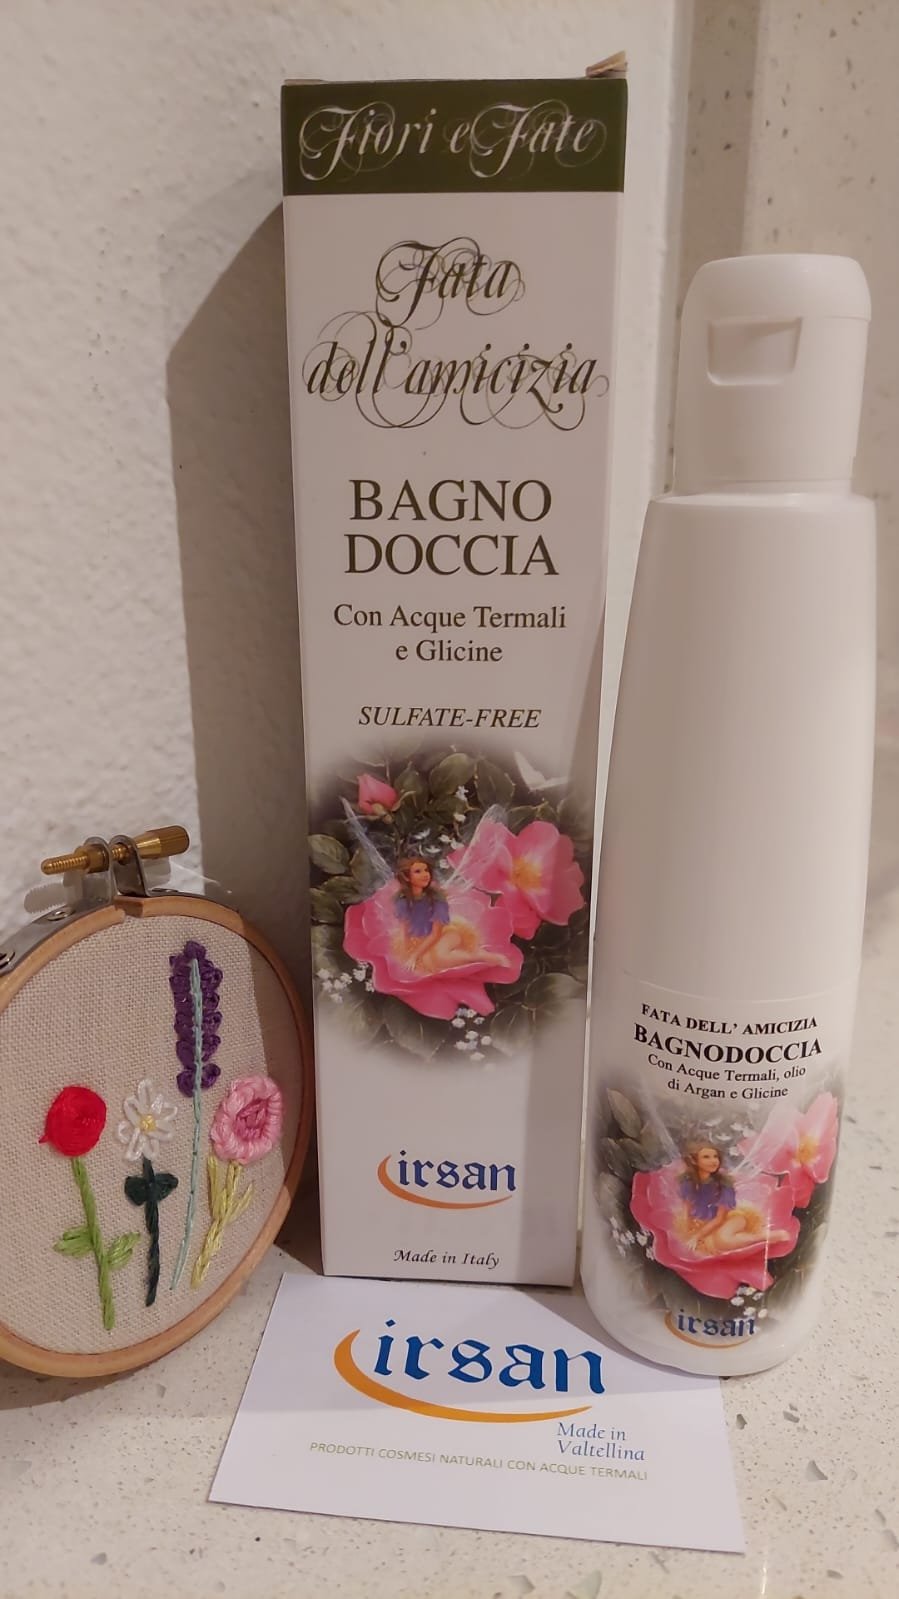 Fiori e Fate
Fata
dell'amicizia
BAGNO
DOCCIA
Con Acque Termali
e Glicine
SULFATE-FREE
irsan
Made in Italy
FATA DELL' AMICIZIA
BAGNODOCCIA
Con Acque Termali, olio
di Argan e Glicine
irsan
irsan
Made in
Valtellina
PRODOTTI COSMESI NATURALI CON ACQUE TERMALI